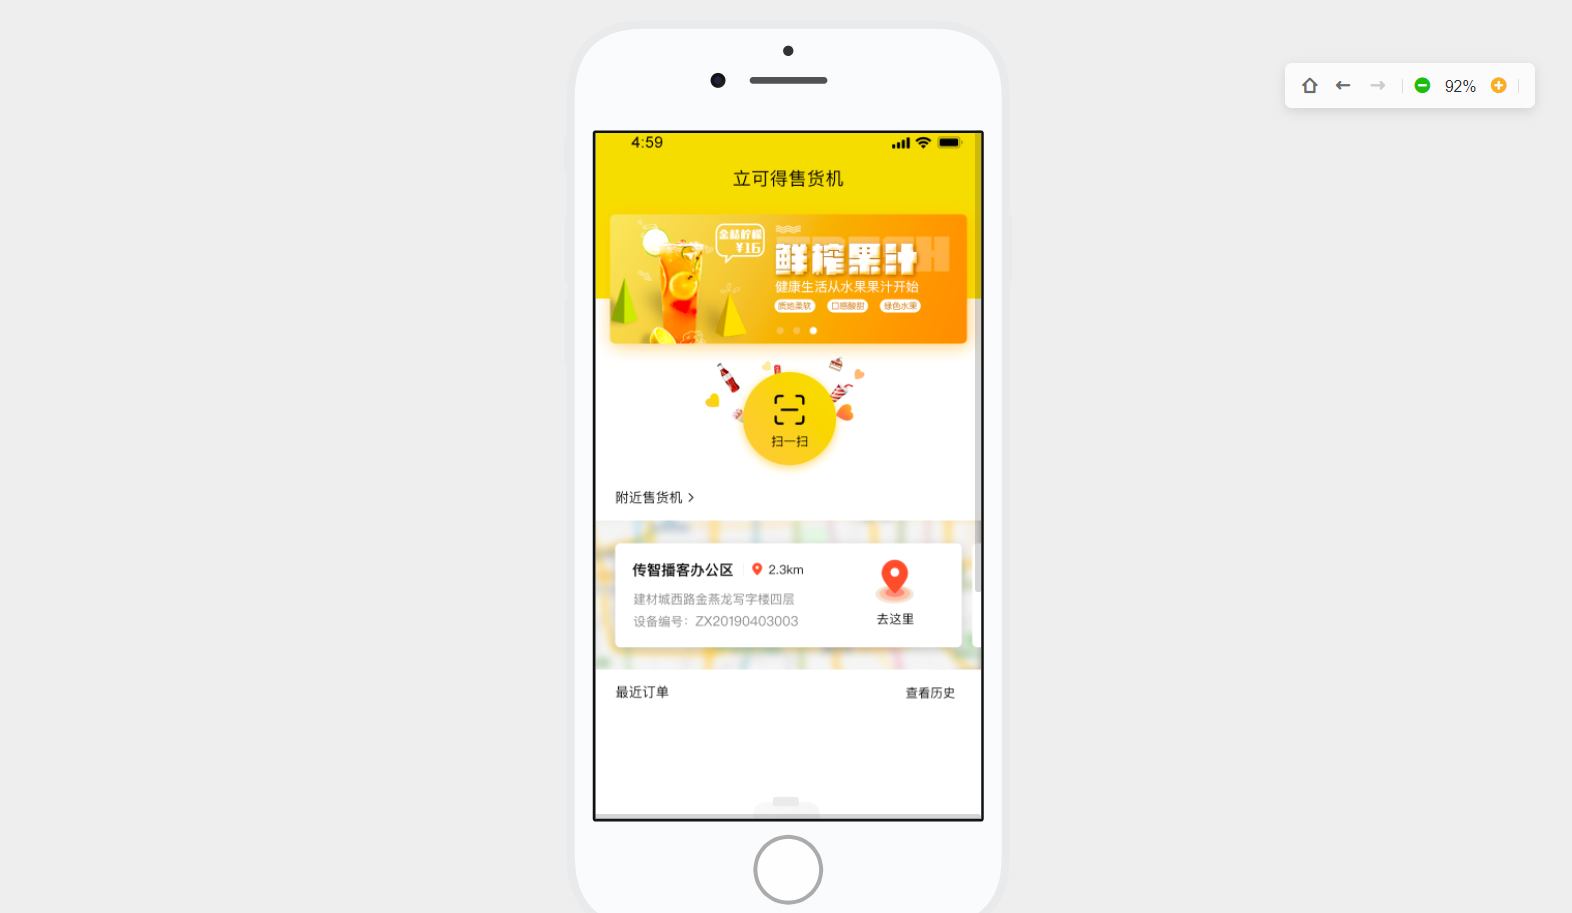 92%
4:59
立可得售货机
金桔柠檬
¥16
鲜榨果汁
健康生活从水果果汁开始
质地柔软 口感酸甜 绿色水果
扫一扫
附近售货机 >
传智播客办公区 2.3km
建材城西路金燕龙写字楼四层
设备编号：ZX20190403003
去这里
最近订单 查看历史